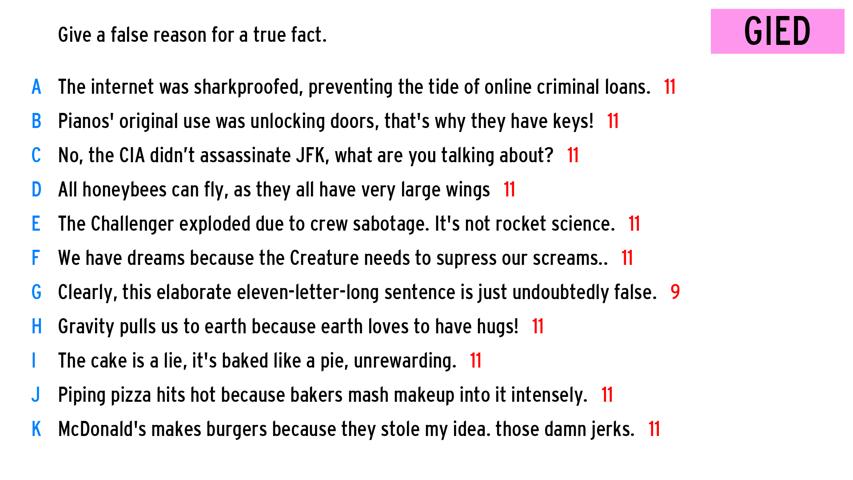 Give a false reason for a true fact.
GIED
A The internet was sharkproofed, preventing the tide of online criminal loans. 11
B Pianos' original use was unlocking doors, that's why they have keys! 11
C No, the CIA didn’t assassinate JFK, what are you talking about? 11
D All honeybees can fly, as they all have very large wings 11
E The Challenger exploded due to crew sabotage. It's not rocket science. 11
F We have dreams because the Creature needs to supress our screams.. 11
G Clearly, this elaborate eleven-letter-long sentence is just undoubtedly false. 9
H Gravity pulls us to earth because earth loves to have hugs! 11
I The cake is a lie, it's baked like a pie, unrewarding. 11
J Piping pizza hits hot because bakers mash makeup into it intensely. 11
K McDonald's makes burgers because they stole my idea. those damn jerks. 11